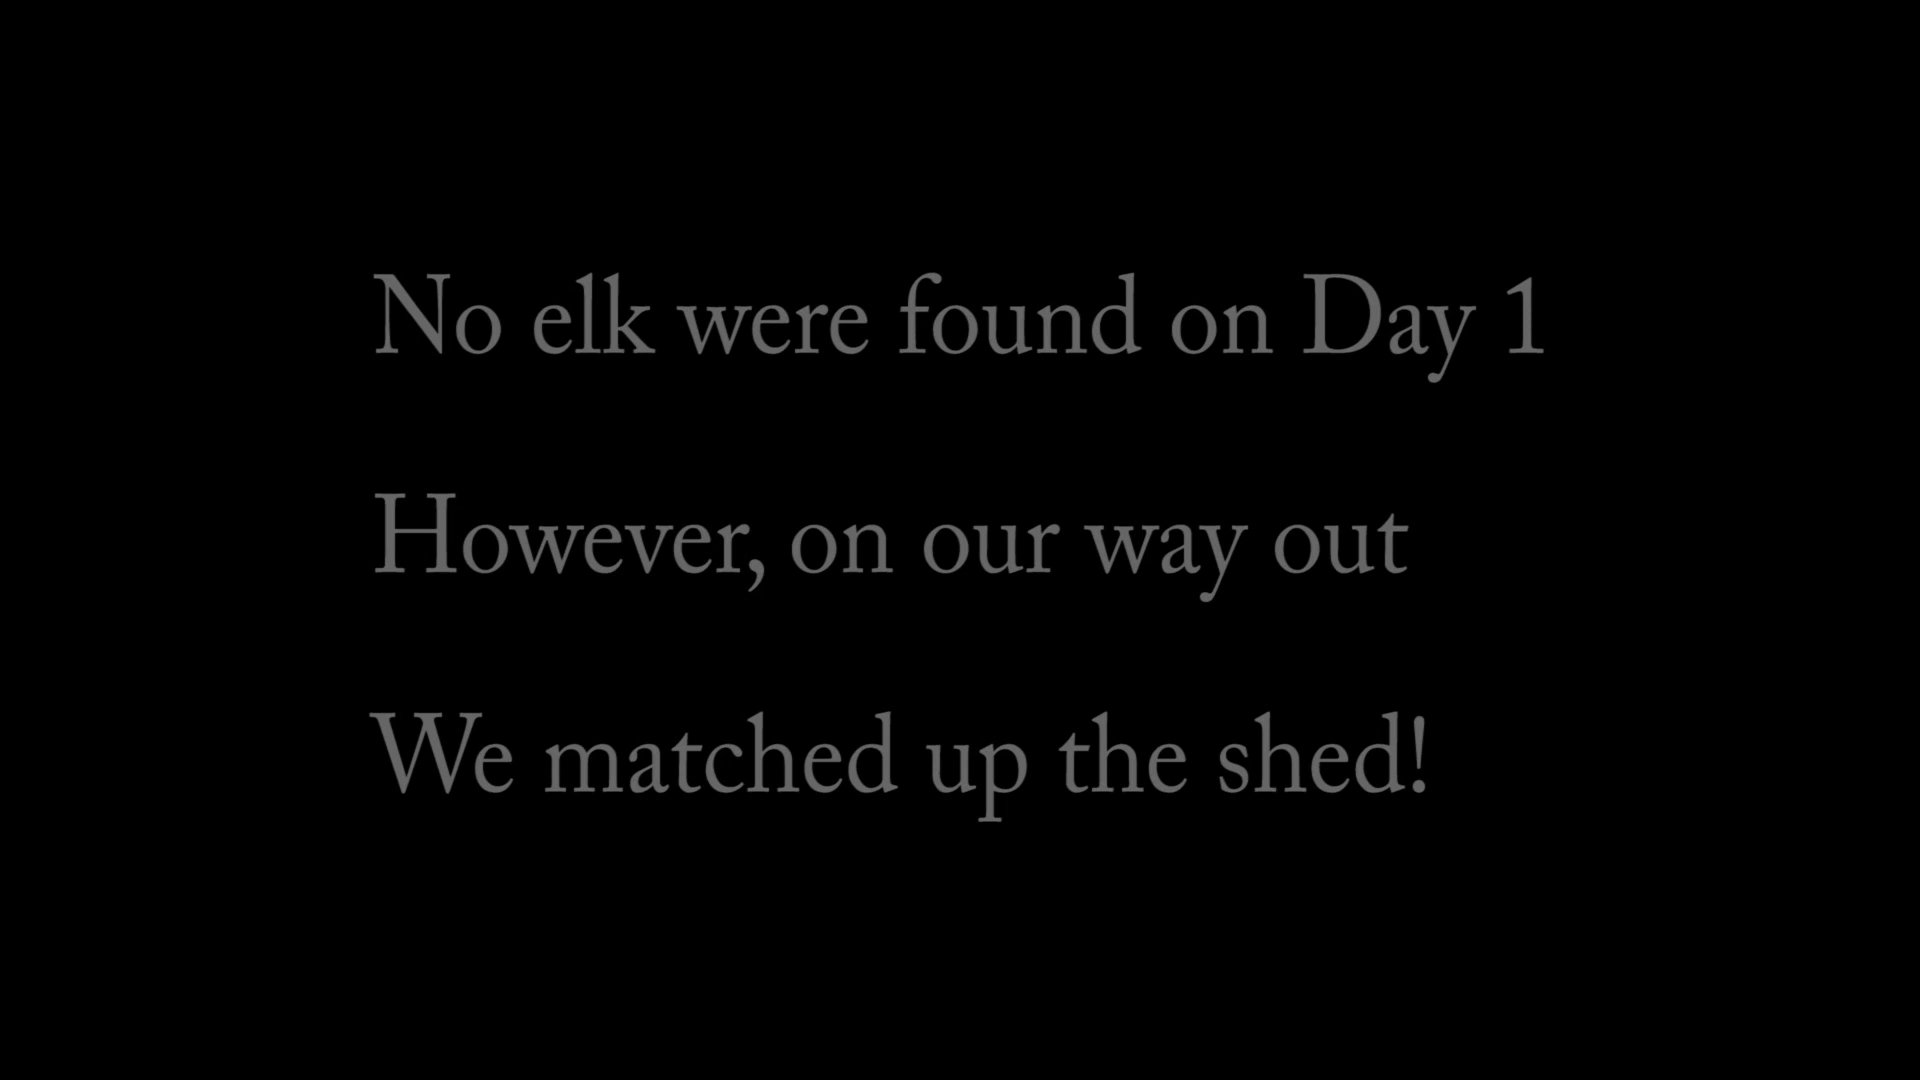 No elk were found on Day 1
However, on our way out
We matched up the shed!